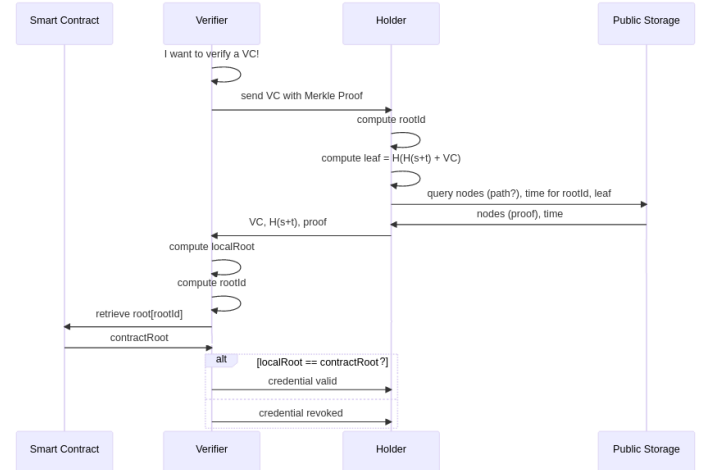 Smart Contract
Verifier
Holder
Public Storage
I want to verify a VC!
send VC with Merkle Proof
compute rootId
compute leaf = H(H(s+t) + VC)
query nodes (path?), time for rootId, leaf
nodes (proof), time
VC, H(s+t), proof
compute localRoot
compute rootId
retrieve root[rootId]
contractRoot
alt
[localRoot == contractRoot?]
credential valid
credential revoked
Smart Contract
Verifier
Holder
Public Storage